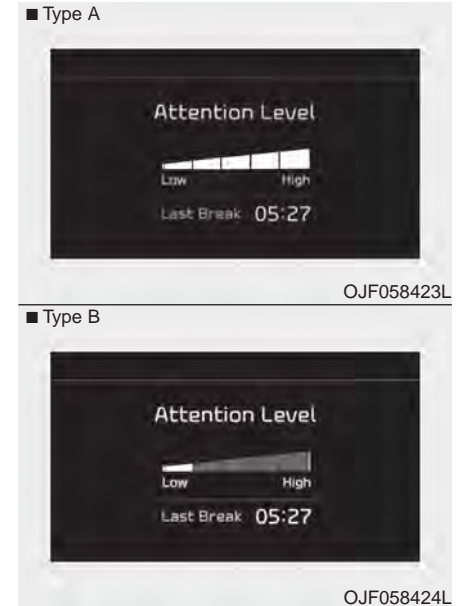 ■ Type A
Attention Level
Low High
Last Break 05:27
OJF058423L
■ Type B
Attention Level
Low High
Last Break 05:27
OJF058424L